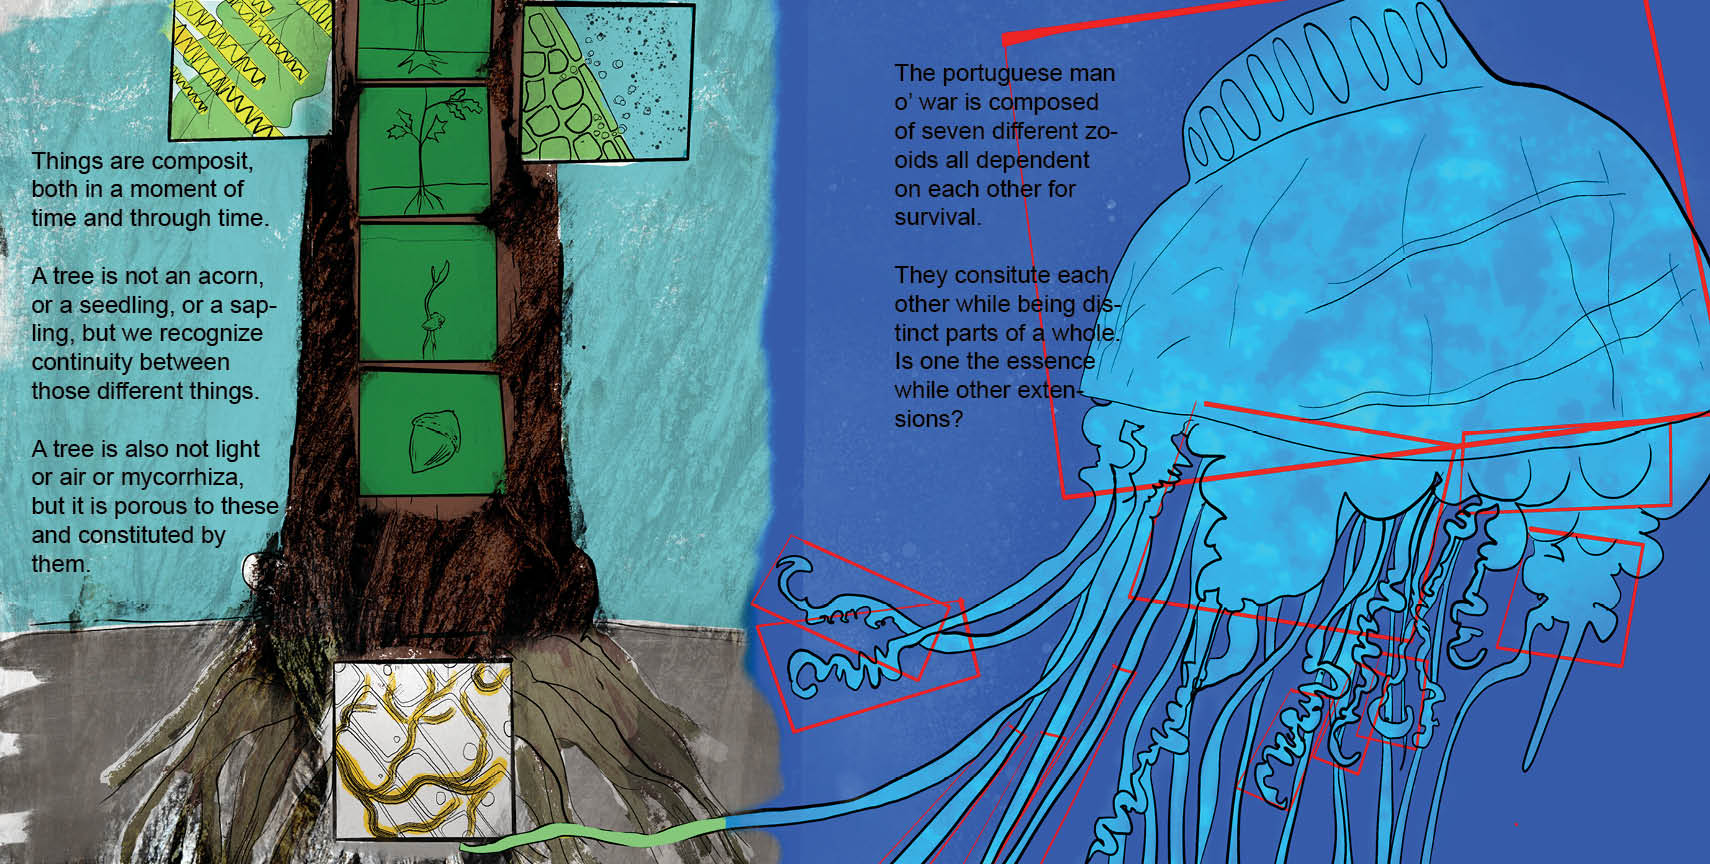 Things are composit,
both in a moment of
time and through time.
A tree is not an acorn,
or a seedling, or a sap-
ling, but we recognize
continuity between
those different things.
A tree is also not light
or air or mycorrhiza,
but it is porous to these
and constituted by
them.
The portuguese man
o' war is composed
of seven different zo-
oids all dependent
on each other for
survival.
They consitute each
other while being dis-
tinct parts of a whole.
Is one the essence
while other exten-
sions?